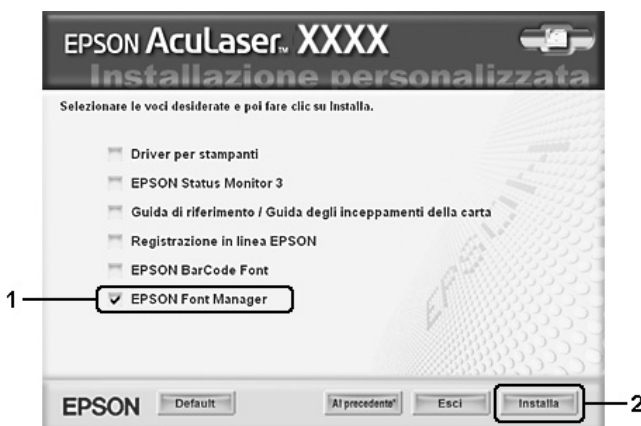 EPSON AcuLaser™ XXXX
Installazione personalizzata
Selezionare le voci desiderate e poi fare clic su Installa.
Driver per stampanti
EPSON Status Monitor 3
Guida di riferimento / Guida degli inceppamenti della carta
Registrazione in linea EPSON
EPSON BarCode Font
1
EPSON Font Manager
EPSON
EPSON
Default
Al precedente"
Esci
Installa
2